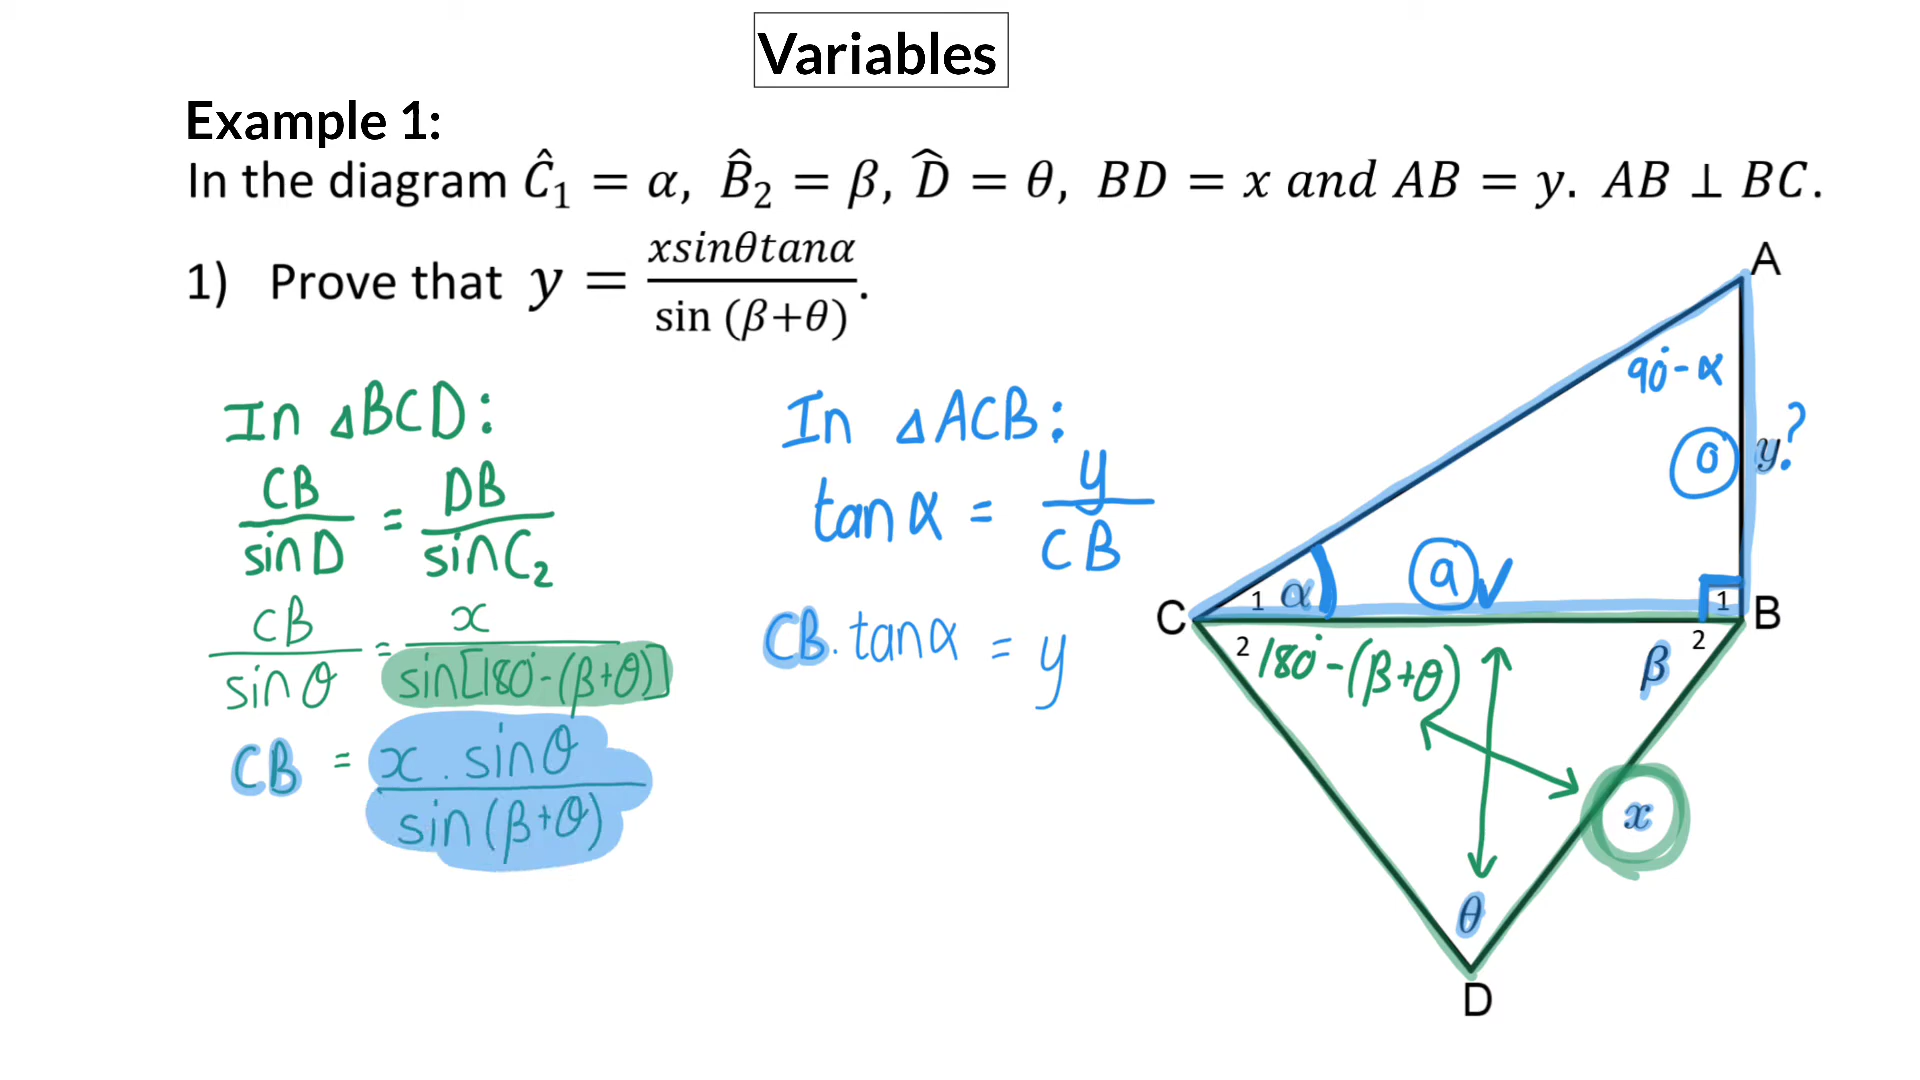 Variables
Example 1:
In the diagram Ĉ₁ = α, B̂₂ = β, D̂ = θ, BD = x and AB = y. AB ⊥ BC.
1) Prove that y = xsinθtanα / sin (β+θ).
In △BCD:
CB / sin D = DB / sin C₂
CB / sin θ = x / sin[180° - (β+θ)]
CB = x . sin θ / sin (β+θ)
In △ACB:
tan α = y / CB
CB . tan α = y
A
90° - α
o
y?
a ✓
C
1
α
1
B
2
180° - (β+θ)
2
β
x
θ
D